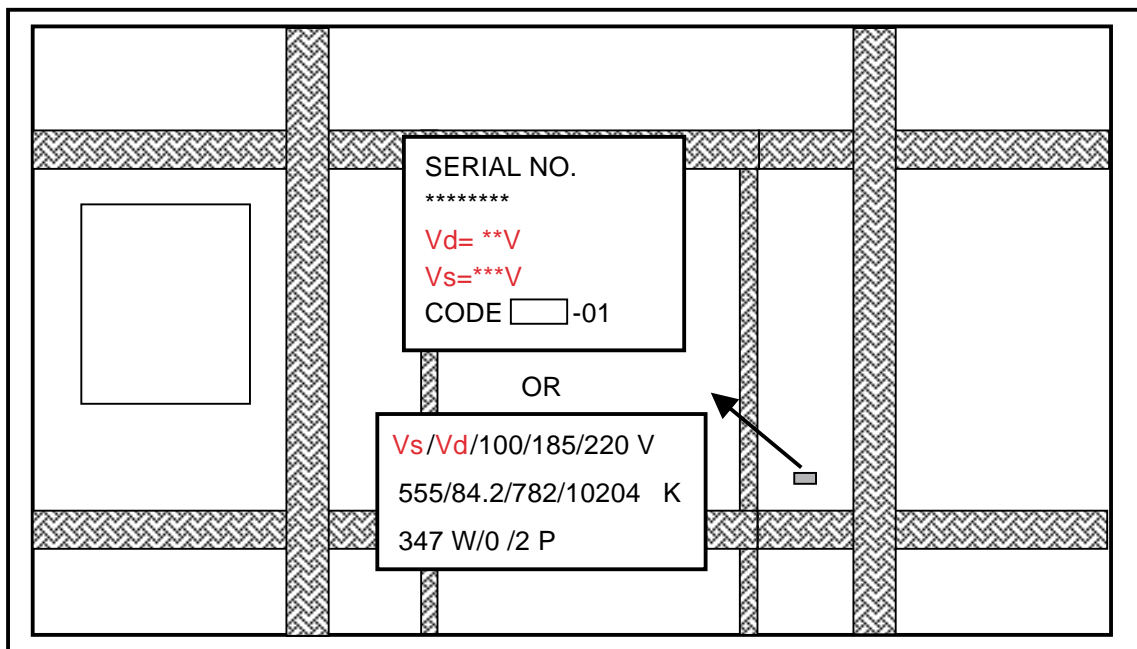 SERIAL NO.
********
Vd= **V
Vs=***V
CODE -01
OR
Vs/Vd/100/185/220 V
555/84.2/782/10204 K
347 W/0 /2 P